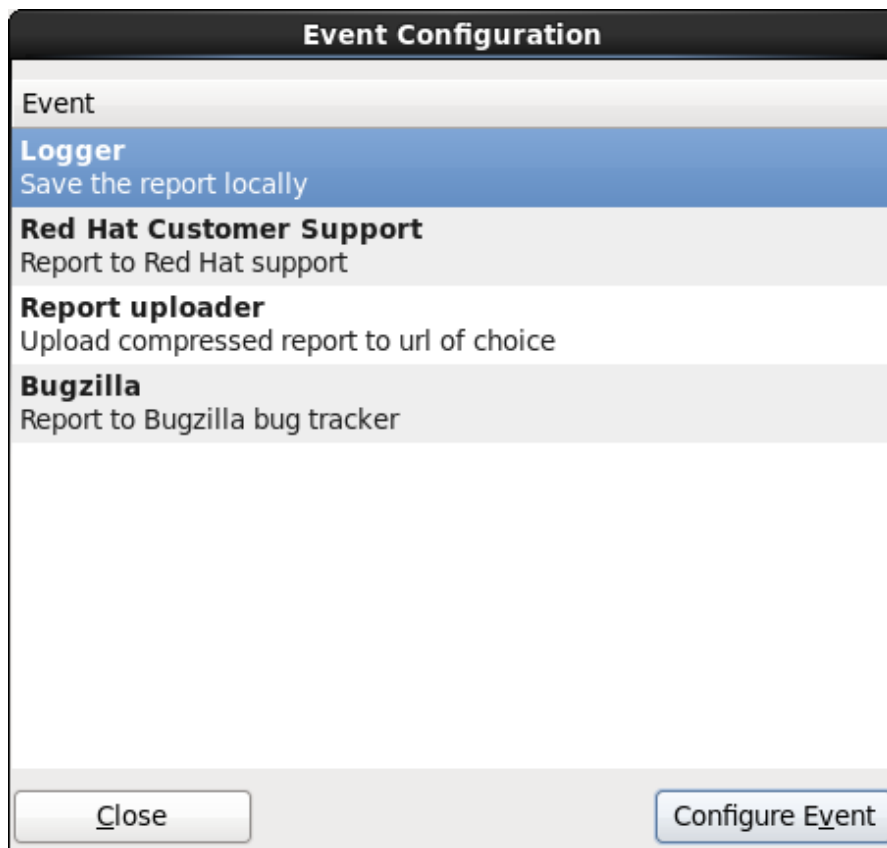 Event Configuration
Event
Logger
Save the report locally
Red Hat Customer Support
Report to Red Hat support
Report uploader
Upload compressed report to url of choice
Bugzilla
Report to Bugzilla bug tracker
Close
Configure Event